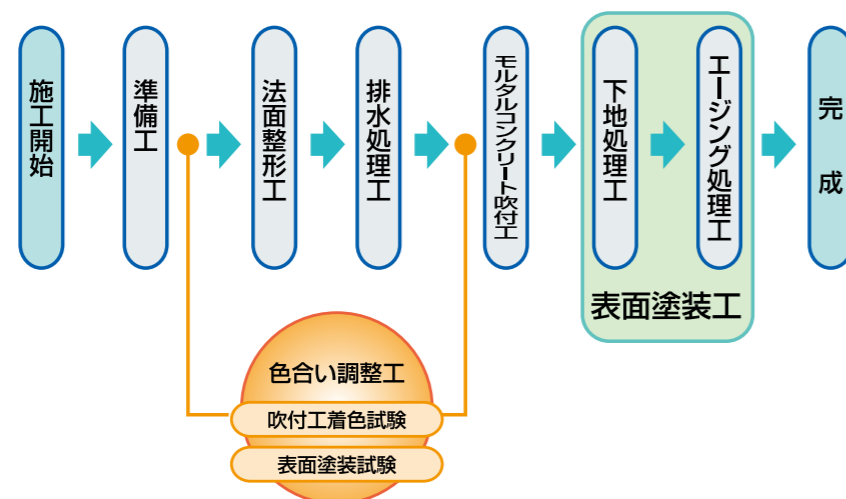 施工開始
準備工
法面整形工
排水処理工
モルタルコンクリート吹付工
下地処理工
エージング処理工
完成
表面塗装工
色合い調整工
吹付工着色試験
表面塗装試験